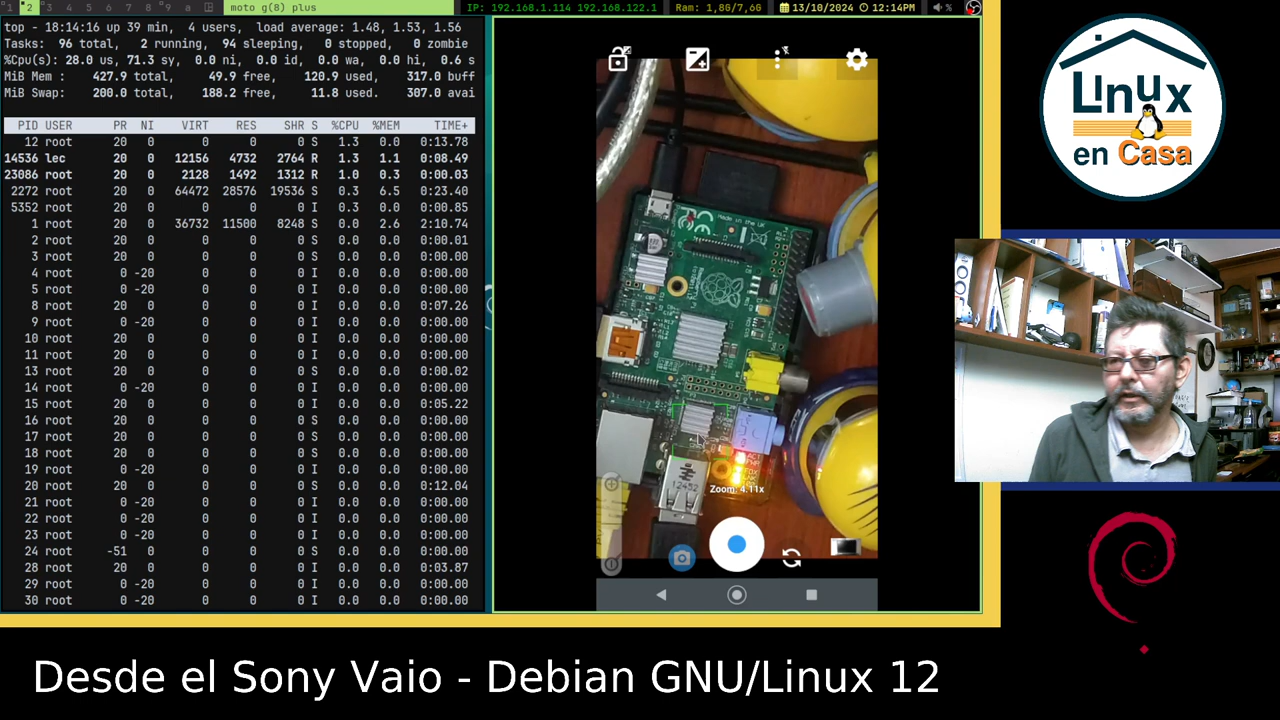 1 2 3 4 5 6 7 8 9 a moto g(8) plus IP: 192.168.1.114 192.168.122.1 Ram: 1,86/7,66 13/10/2024 12:14PM %
top - 18:14:16 up 39 min, 4 users, load average: 1.48, 1.53, 1.56
Tasks: 96 total, 2 running, 94 sleeping, 0 stopped, 0 zombie
%Cpu(s): 28.0 us, 71.3 sy, 0.0 ni, 0.0 id, 0.0 wa, 0.0 hi, 0.6 s
MiB Mem : 427.9 total, 49.9 free, 120.9 used, 317.0 buff
MiB Swap: 200.0 total, 188.2 free, 11.8 used. 307.0 avai
PID USER PR NI VIRT RES SHR S %CPU %MEM TIME+
12 root 20 0 0 0 0 S 1.3 0.0 0:13.78
14536 lec 20 0 12156 4732 2764 R 1.3 1.1 0:08.49
23086 root 20 0 2128 1492 1312 R 1.0 0.3 0:00.03
2272 root 20 0 64472 28576 19536 S 0.3 6.5 0:23.40
5352 root 20 0 0 0 0 I 0.3 0.0 0:00.85
1 root 20 0 36732 11500 8248 S 0.0 2.6 2:10.74
2 root 20 0 0 0 0 S 0.0 0.0 0:00.01
3 root 20 0 0 0 0 S 0.0 0.0 0:00.00
4 root 0 -20 0 0 0 I 0.0 0.0 0:00.00
5 root 0 -20 0 0 0 I 0.0 0.0 0:00.00
8 root 20 0 0 0 0 I 0.0 0.0 0:07.26
9 root 0 -20 0 0 0 I 0.0 0.0 0:00.00
10 root 20 0 0 0 0 I 0.0 0.0 0:00.00
11 root 20 0 0 0 0 I 0.0 0.0 0:00.00
13 root 20 0 0 0 0 S 0.0 0.0 0:00.02
14 root 0 -20 0 0 0 I 0.0 0.0 0:00.00
15 root 20 0 0 0 0 I 0.0 0.0 0:05.22
16 root 20 0 0 0 0 I 0.0 0.0 0:00.00
17 root 20 0 0 0 0 S 0.0 0.0 0:00.00
18 root 20 0 0 0 0 S 0.0 0.0 0:00.00
19 root 0 -20 0 0 0 I 0.0 0.0 0:00.00
20 root 20 0 0 0 0 I 0.0 0.0 0:12.04
21 root 0 -20 0 0 0 I 0.0 0.0 0:00.00
22 root 0 -20 0 0 0 I 0.0 0.0 0:00.00
23 root 0 -20 0 0 0 I 0.0 0.0 0:00.00
24 root -51 0 0 0 0 S 0.0 0.0 0:00.00
28 root 20 0 0 0 0 I 0.0 0.0 0:03.87
29 root 0 -20 0 0 0 I 0.0 0.0 0:00.00
30 root 0 -20 0 0 0 I 0.0 0.0 0:00.00
Made in the UK
CE
ACT
PWR
FDX
12452
Zoom: 4.11x
Linux
en Casa
Desde el Sony Vaio - Debian GNU/Linux 12